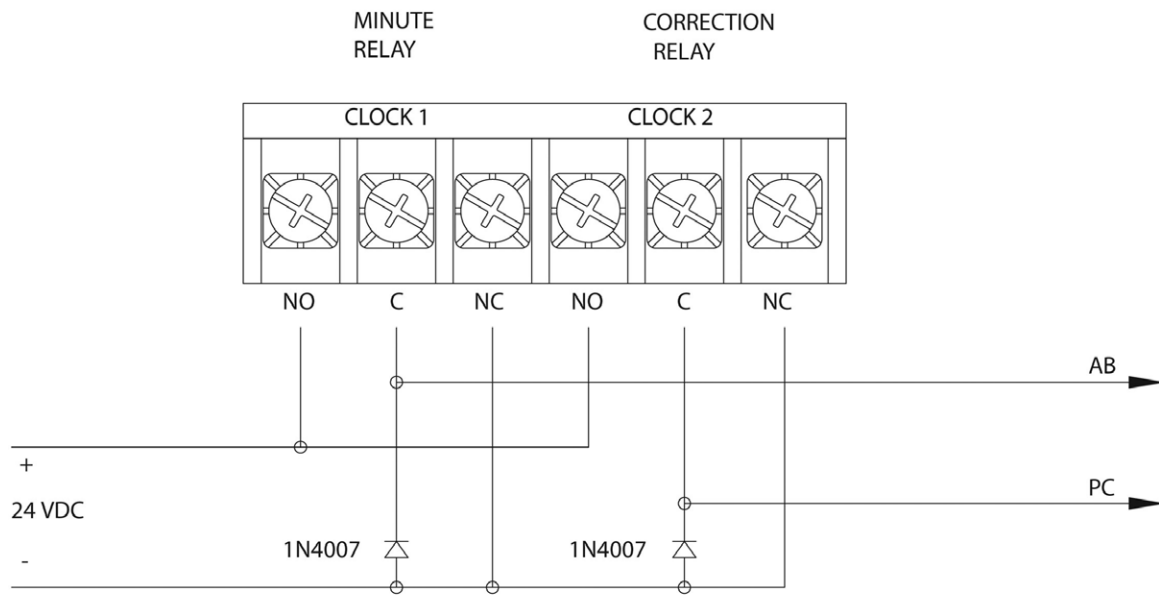 MINUTE
RELAY
CORRECTION
RELAY
CLOCK 1
CLOCK 2
NO
C
NC
NO
C
NC
AB
+
24 VDC
-
PC
1N4007
1N4007